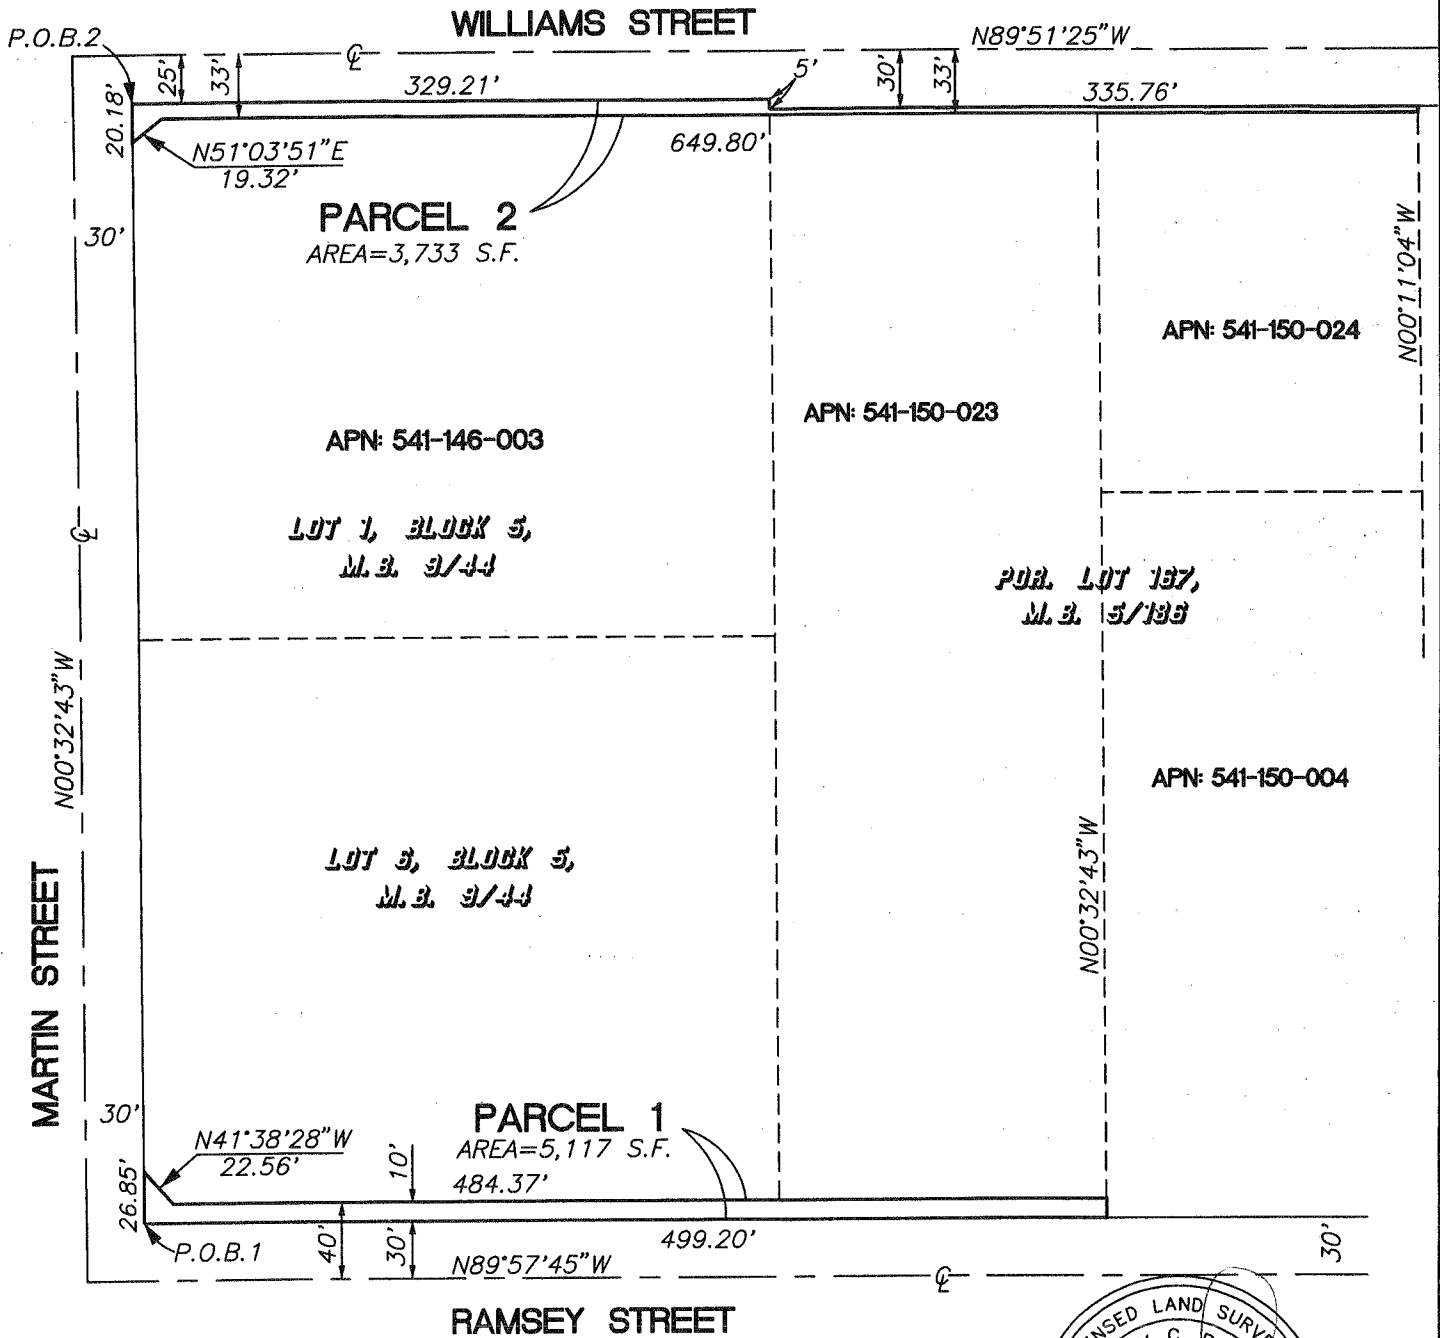 WILLIAMS STREET
P.O.B.2
N89°51'25"W
℄
25'
33'
329.21'
5'
30'
33'
335.76'
20.18'
N51°03'51"E
19.32'
649.80'
PARCEL 2
AREA=3,733 S.F.
30'
N00°11'04"W
APN: 541-150-024
APN: 541-150-023
APN: 541-146-003
LOT 1, BLOCK 5,
M.B. 9/44
℄
POR. LOT 167,
M.B. 5/186
N00°32'43"W
APN: 541-150-004
LOT 6, BLOCK 5,
M.B. 9/44
N00°32'43"W
MARTIN STREET
30'
PARCEL 1
AREA=5,117 S.F.
N41°38'28"W
22.56'
10'
484.37'
26.85'
P.O.B.1
40'
30'
499.20'
30'
N89°57'45"W
℄
RAMSEY STREET
LAND